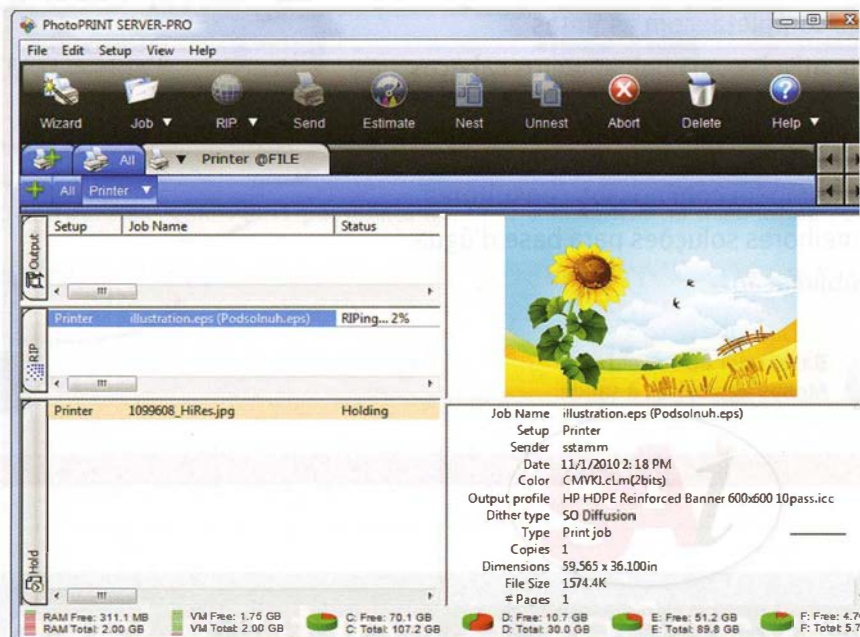 PhotoPRINT SERVER-PRO
File Edit Setup View Help
Wizard Job RIP Send Estimate Nest Unnest Abort Delete Help
All Printer @FILE
All Printer
Setup Job Name Status
Output
Printer illustration.eps (Podsolnuh.eps) RIPing... 2%
RIP
Printer 1099608_HiRes.jpg Holding
Hold
Job Name illustration.eps (Podsolnuh.eps)
Setup Printer
Sender sstamm
Date 11/1/2010 2:18 PM
Color CMYKLcLm(2bits)
Output profile HP HDPE Reinforced Banner 600x600 10pass.icc
Dither type SO Diffusion
Type Print job
Copies 1
Dimensions 59.565 x 36.100in
File Size 1574.4K
# Pages 1
RAM Free: 311.1 MB VM Free: 1.75 GB C: Free: 70.1 GB D: Free: 10.7 GB E: Free: 51.2 GB F: Free: 4.7
RAM Total: 2.00 GB VM Total: 2.00 GB C: Total: 107.2 GB D: Total: 30.0 GB E: Total: 89.8 GB F: Total: 5.7